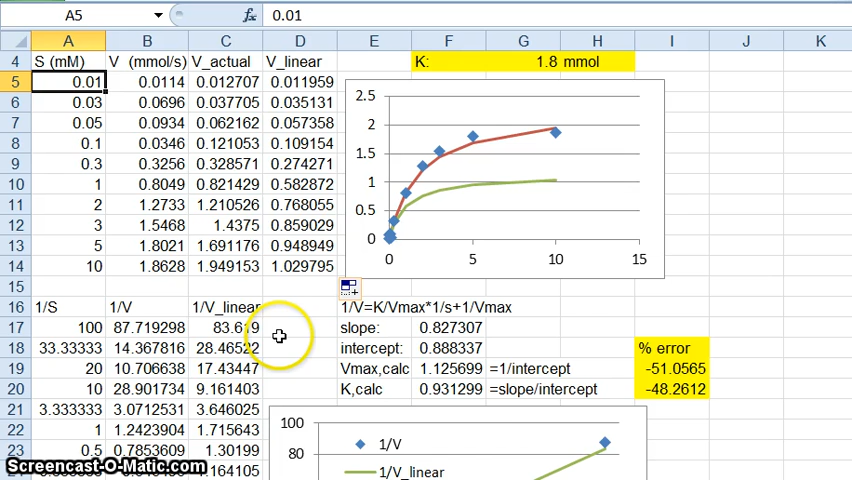 A5 fx 0.01
A B C D E F G H I J K
4 S (mM) V (mmol/s) V_actual V_linear K: 1.8 mmol
5 0.01 0.0114 0.012707 0.011959
6 0.03 0.0696 0.037705 0.035131
7 0.05 0.0934 0.062162 0.057358
8 0.1 0.0346 0.121053 0.109154
9 0.3 0.3256 0.328571 0.274271
10 1 0.8049 0.821429 0.582872
11 2 1.2733 1.210526 0.768055
12 3 1.5468 1.4375 0.859029
13 5 1.8021 1.691176 0.948949
14 10 1.8628 1.949153 1.029795
2.5
2
1.5
1
0.5
0
0 5 10 15
15
16 1/S 1/V 1/V_linear 1/V=K/Vmax*1/s+1/Vmax
17 100 87.719298 83.619 slope: 0.827307
18 33.33333 14.367816 28.46522 intercept: 0.888337 % error
19 20 10.706638 17.43447 Vmax,calc 1.125699 =1/intercept -51.0565
20 10 28.901734 9.161403 K,calc 0.931299 =slope/intercept -48.2612
21 3.333333 3.0712531 3.646025
22 1 1.2423904 1.715643
23 0.5 0.7853609 1.30199
100
80
1/V
1/V_linear
Screencast-O-Matic.com